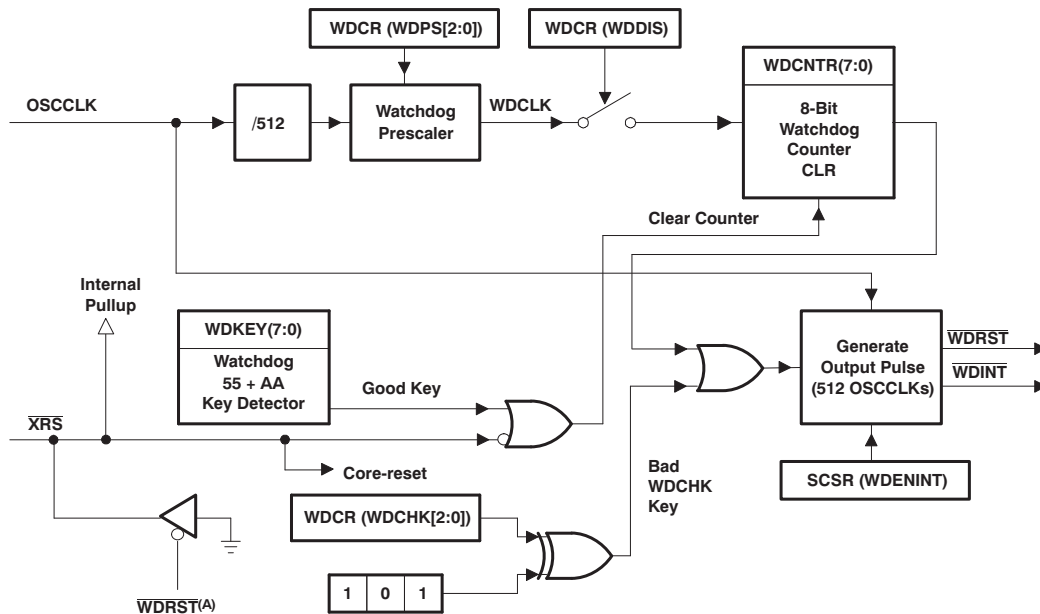 WDCR (WDPS[2:0])
WDCR (WDDIS)
WDCNTR(7:0)
OSCCLK
/512
Watchdog
Prescaler
WDCLK
8-Bit
Watchdog
Counter
CLR
Clear Counter
Internal
Pullup
WDKEY(7:0)
Watchdog
55 + AA
Key Detector
Good Key
Generate
Output Pulse
(512 OSCCLKs)
WDRST
WDINT
XRS
Core-reset
SCSR (WDENINT)
Bad
WDCHK
Key
WDCR (WDCHK[2:0])
1 0 1
WDRST(A)